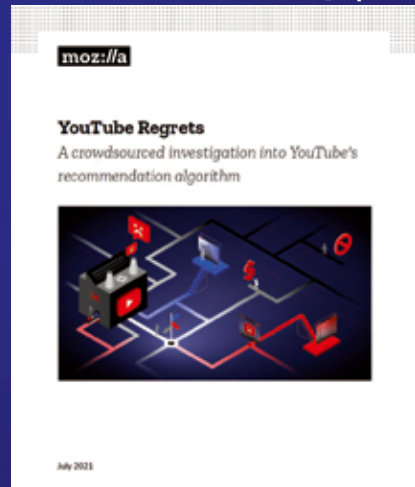 moz://a
YouTube Regrets
A crowdsourced investigation into YouTube's
recommendation algorithm
July 2021